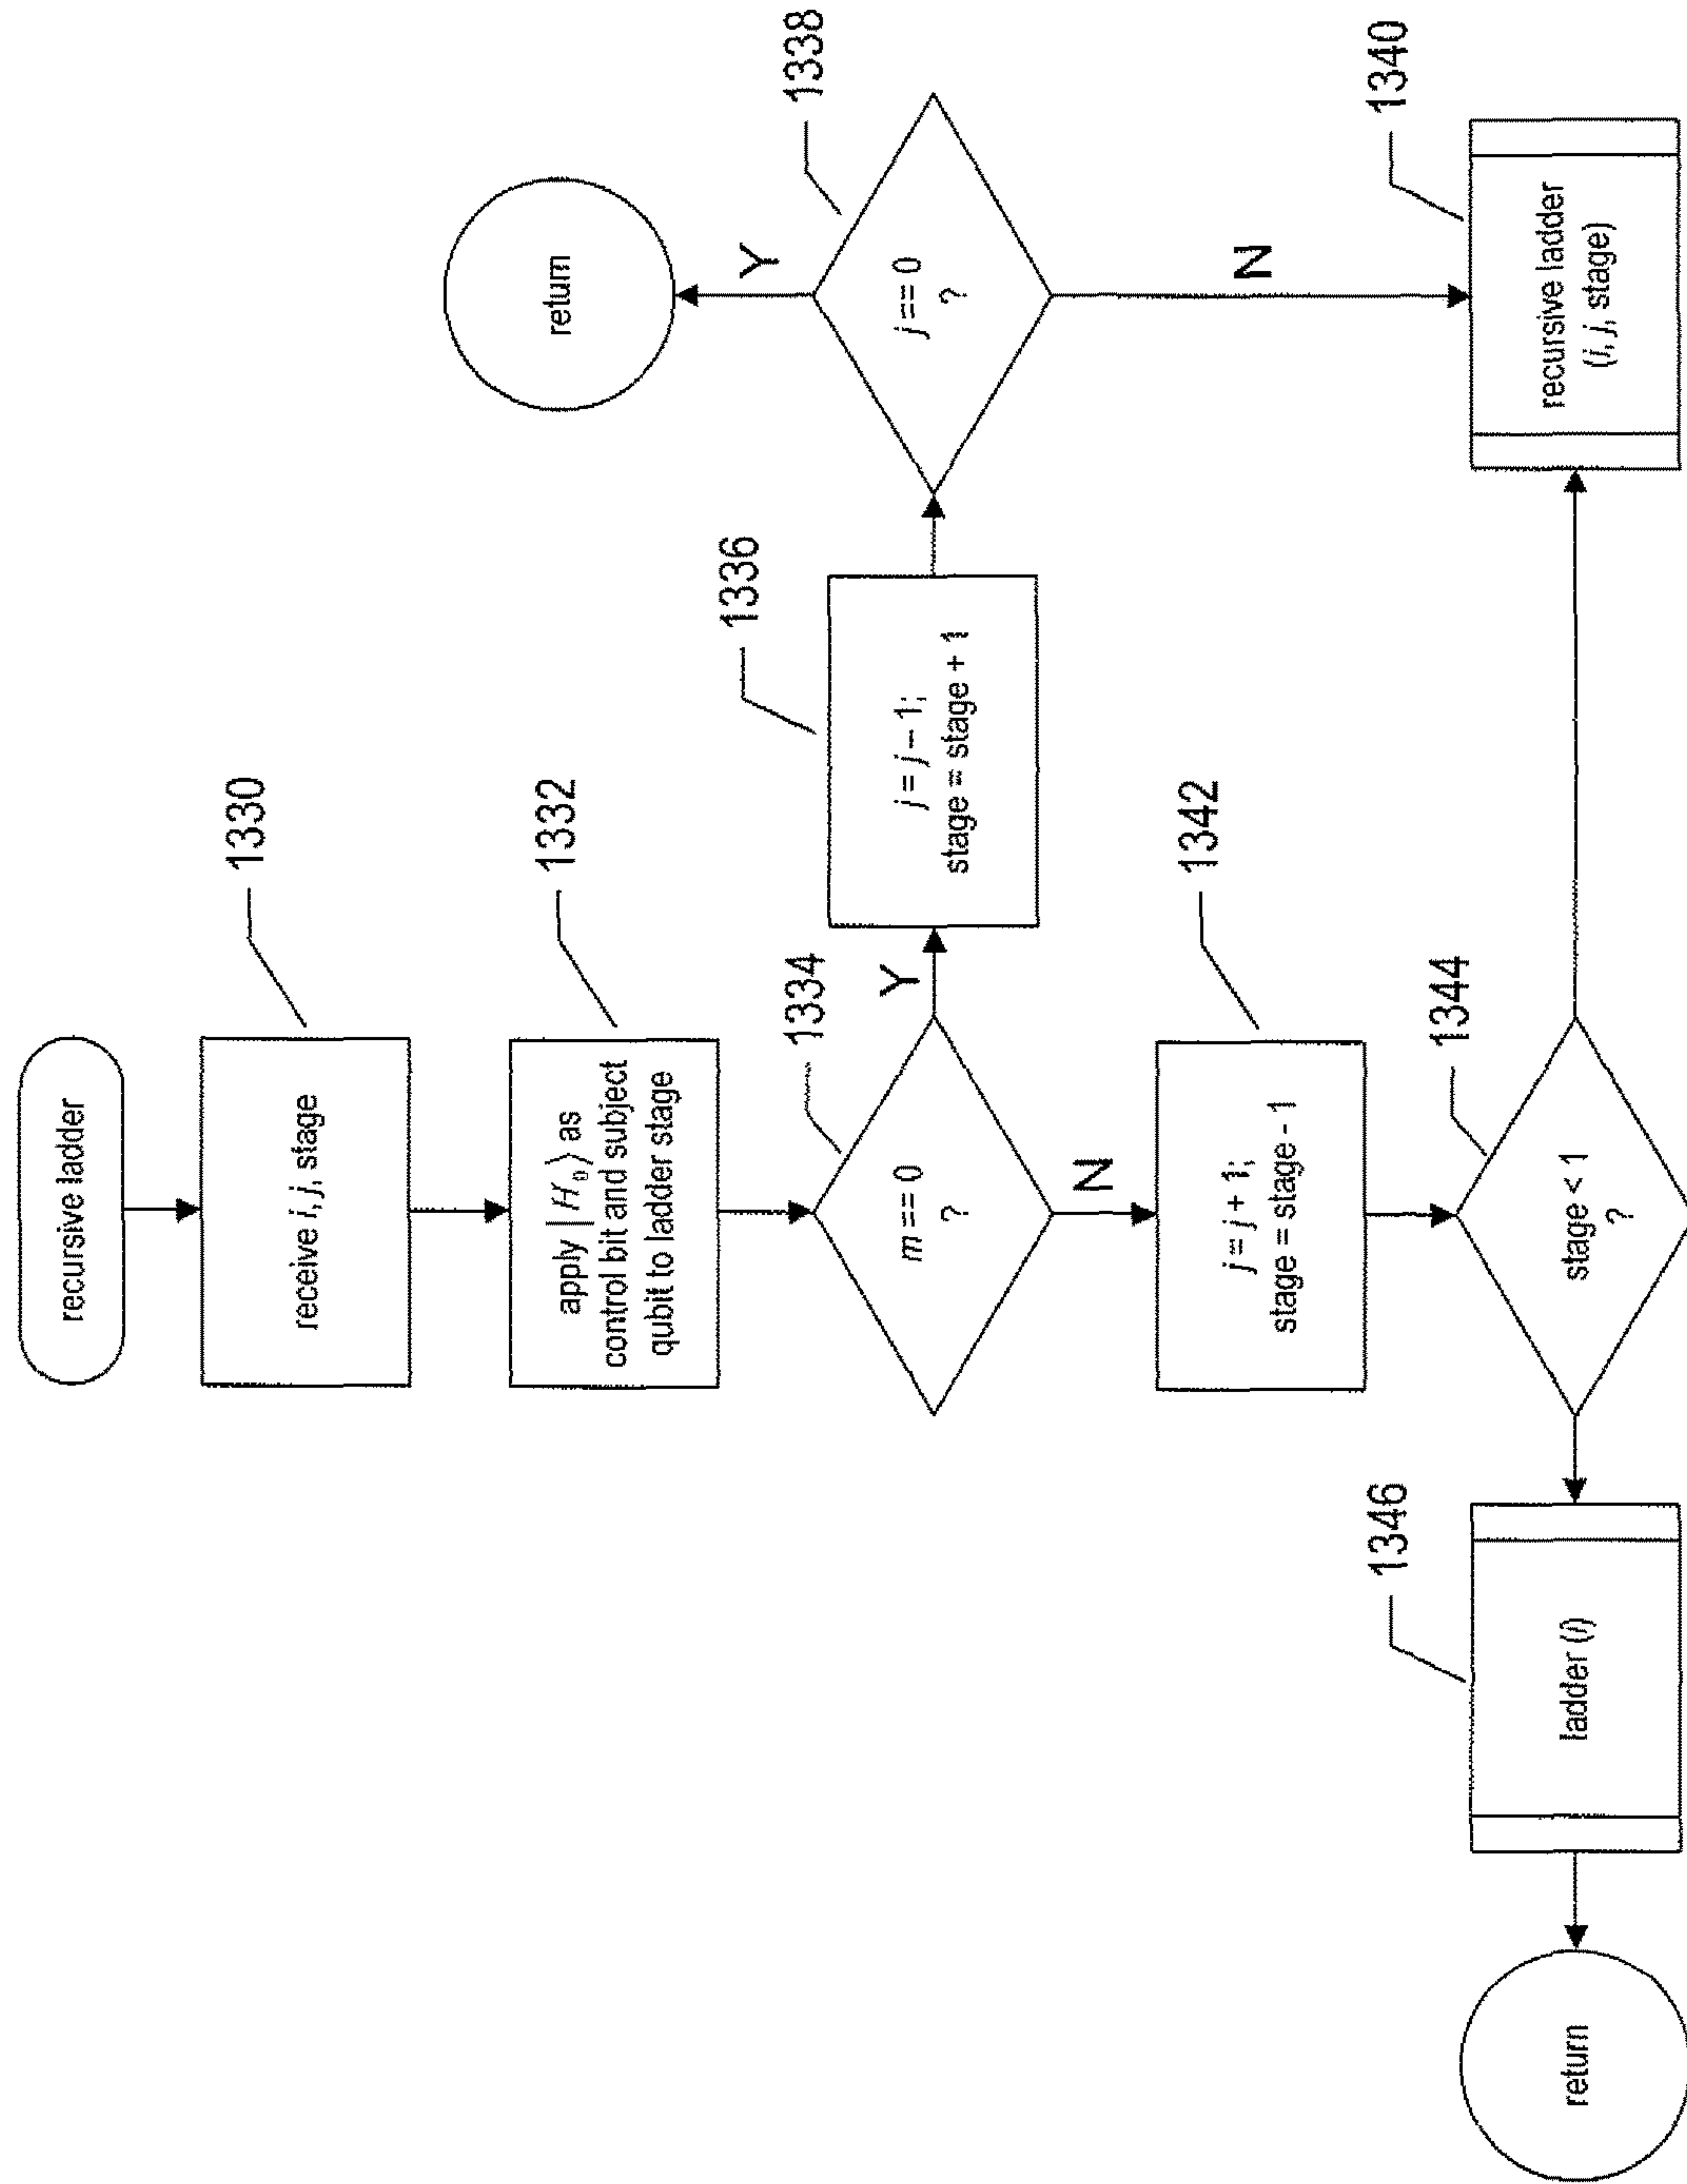 recursive ladder
receive i, j, stage
1330
apply | H₀ ⟩ as
control bit and subject
qubit to ladder stage
1332
m == 0
?
1334
Y
N
j = j – 1;
stage = stage + 1
1336
j == 0
?
1338
Y
N
return
j = j + 1;
stage = stage - 1
1342
stage < 1
?
1344
recursive ladder
(i, j, stage)
1340
ladder (i)
1346
return